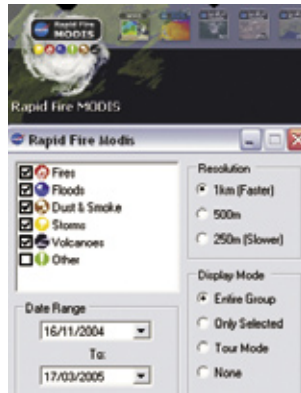 Rapid Fire
MODIS
Rapid Fire MODIS
Rapid Fire Modis
Fires
Floods
Dust & Smoke
Storms
Volcanoes
Other
Date Range
16/11/2004
To:
17/03/2005
Resolution
1km (Faster)
500m
250m (Slower)
Display Mode
Entire Group
Only Selected
Tour Mode
None